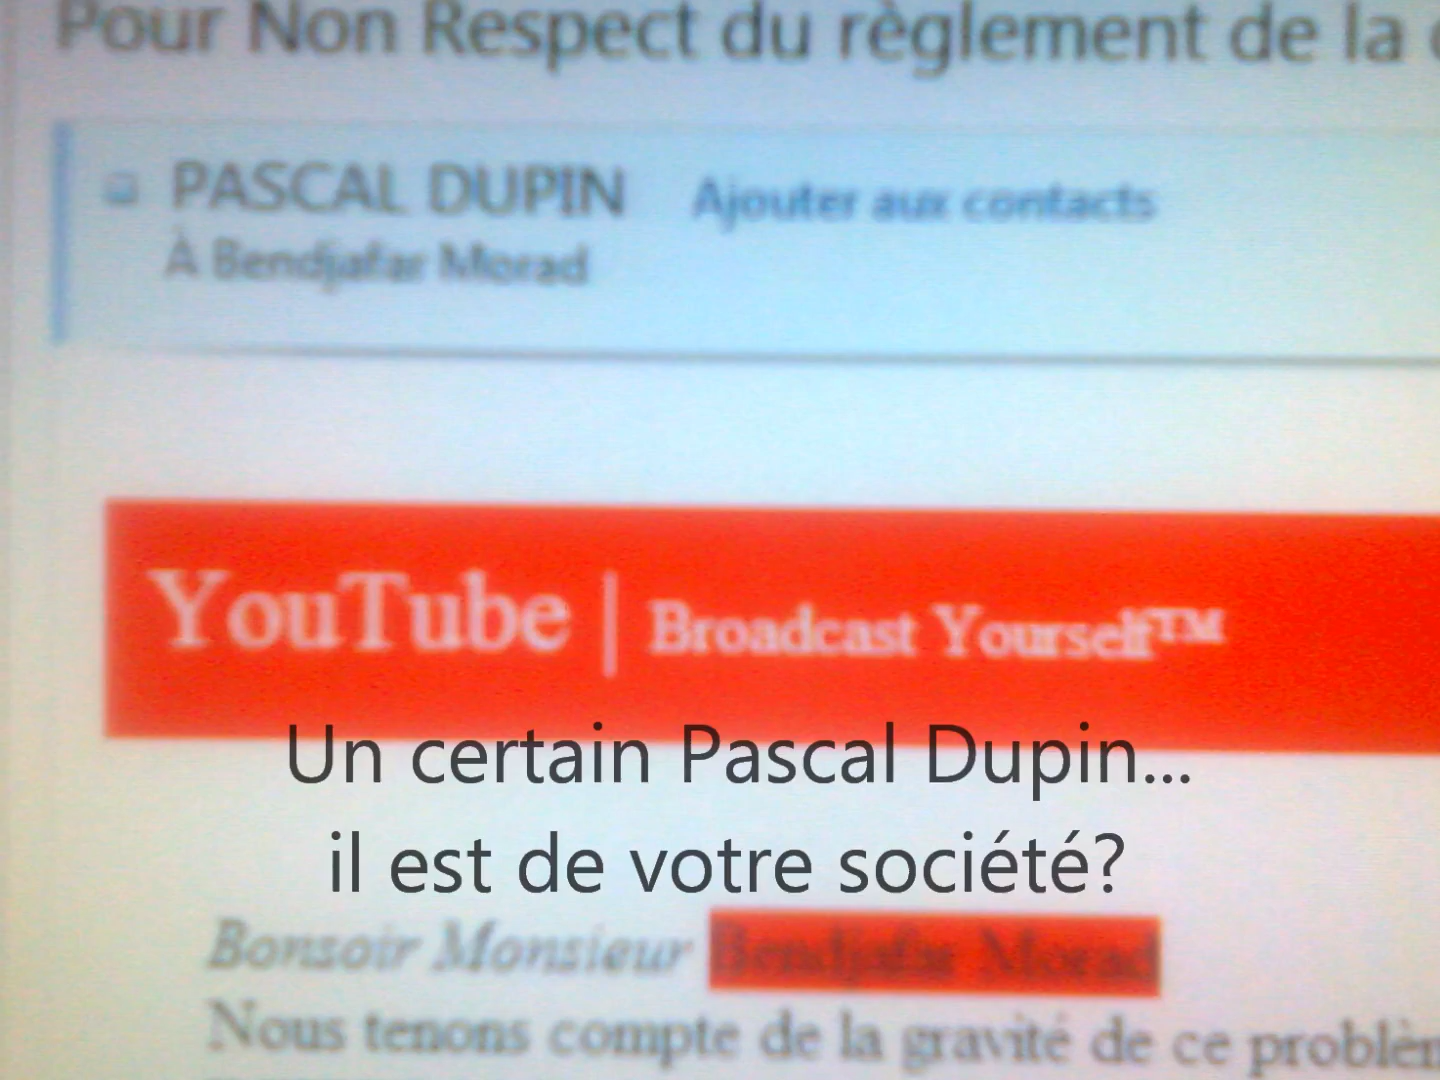 Pour Non Respect du règlement de la
PASCAL DUPIN Ajouter aux contacts
À Bendjafar Morad
YouTube | Broadcast Yourself™
Un certain Pascal Dupin...
il est de votre société?
Bonsoir Monsieur Bendjafar Morad
Nous tenons compte de la gravité de ce problèm